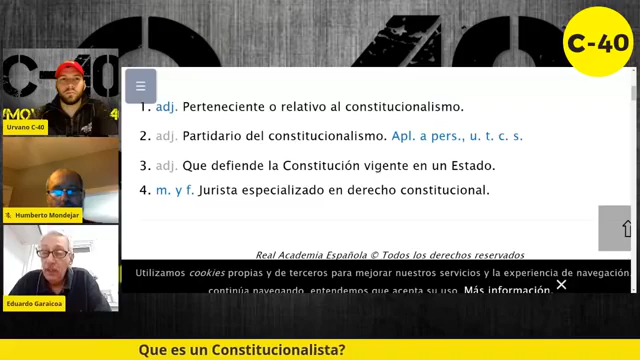 C-40
C-40
Urvano C-40
Humberto Mondejar
Eduardo Garaicoa
1. adj. Perteneciente o relativo al constitucionalismo.
2. adj. Partidario del constitucionalismo. Apl. a pers., u. t. c. s.
3. adj. Que defiende la Constitución vigente en un Estado.
4. m. y f. Jurista especializado en derecho constitucional.
Real Academia Española © Todos los derechos reservados
Utilizamos cookies propias y de terceros para mejorar nuestros servicios y la experiencia de navegación
continúa navegando, entendemos que acepta su uso. Más información.
Que es un Constitucionalista?